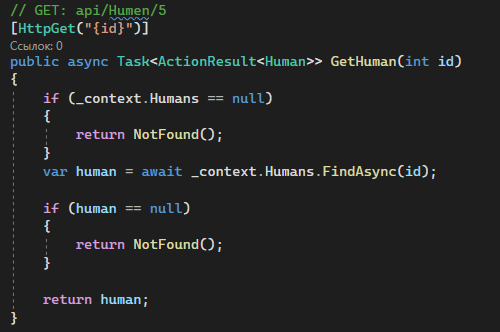 // GET: api/Humen/5
[HttpGet("{id}")]
Ссылок: 0
public async Task<ActionResult<Human>> GetHuman(int id)
{
    if (_context.Humans == null)
    {
        return NotFound();
    }
    var human = await _context.Humans.FindAsync(id);

    if (human == null)
    {
        return NotFound();
    }

    return human;
}